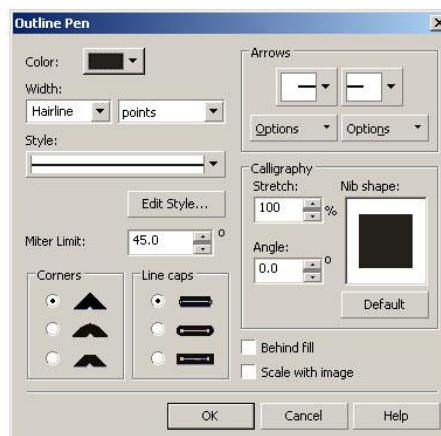 Outline Pen
Color:
Width:
Hairline points
Style:
Edit Style...
Miter Limit: 45.0 °
Corners Line caps
Arrows
Options Options
Calligraphy
Stretch: Nib shape:
100 %
Angle:
0.0 °
Default
Behind fill
Scale with image
OK Cancel Help